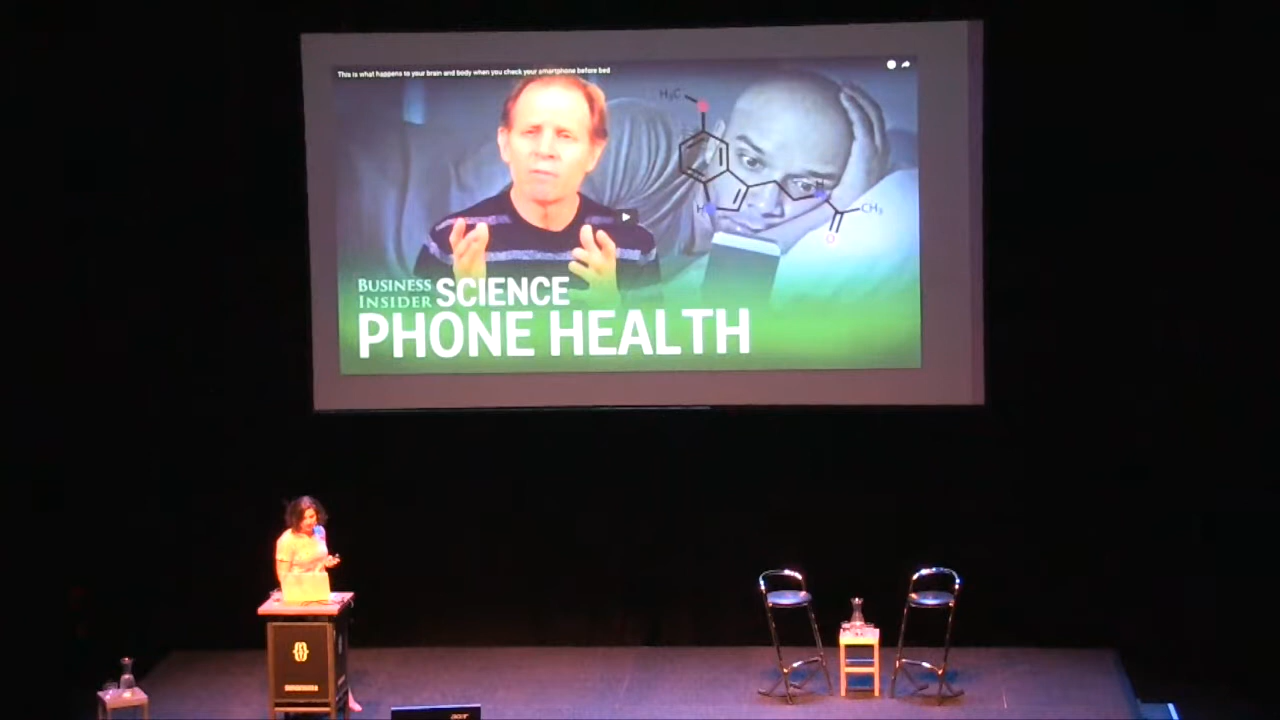 This is what happens to your brain and body when you check your smartphone before bed
H₃C
H
N
H
CH₃
O
BUSINESS
INSIDER SCIENCE
PHONE HEALTH
acer